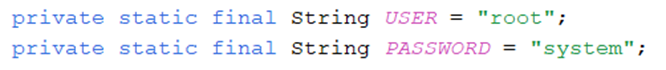 private static final String USER = "root";
private static final String PASSWORD = "system";